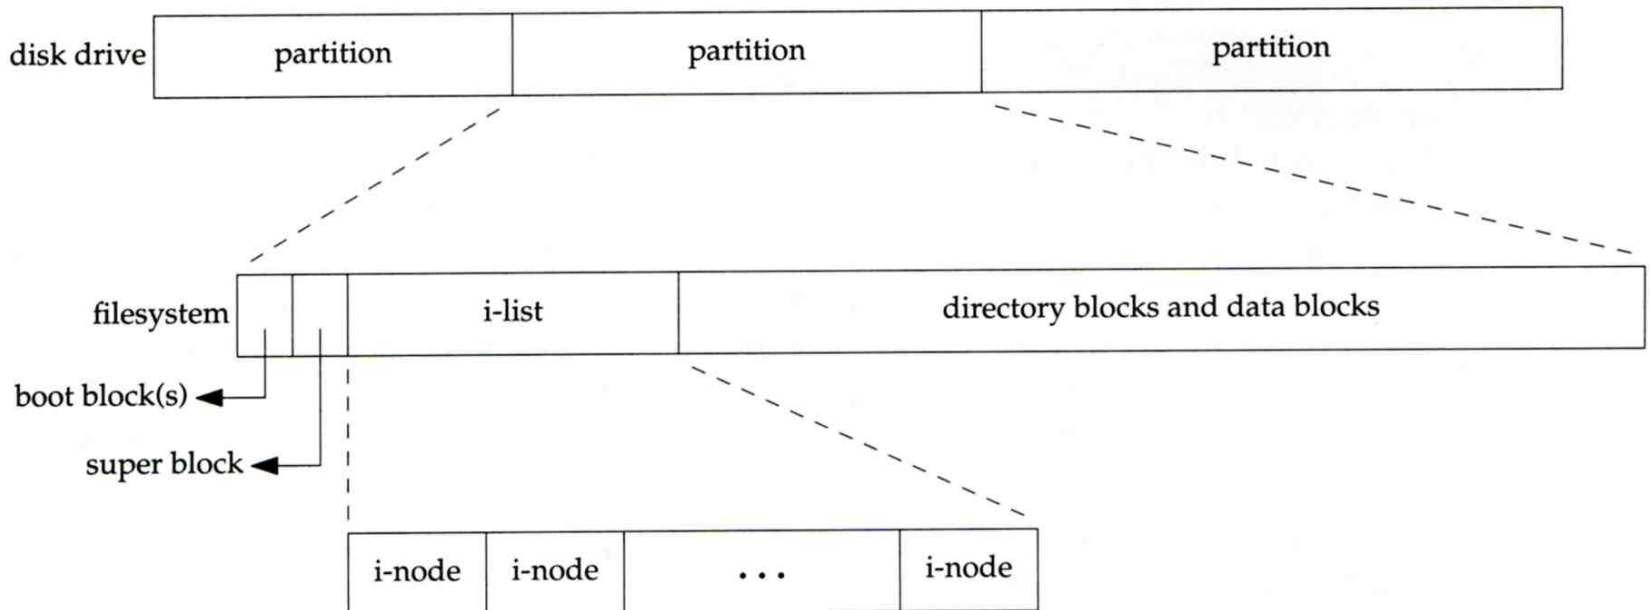 disk drive partition partition partition
filesystem i-list directory blocks and data blocks
boot block(s)
super block
i-node i-node ... i-node